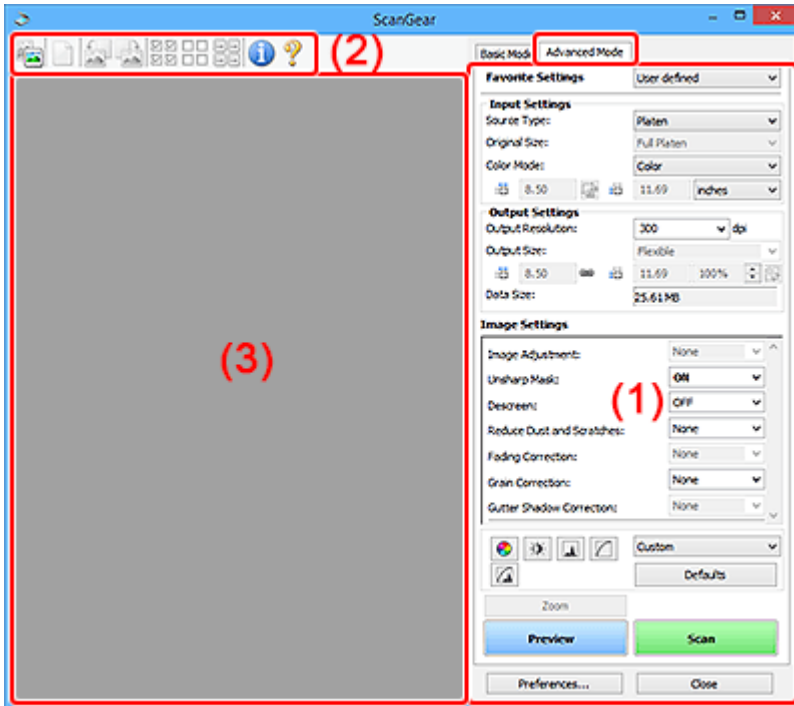 ScanGear
(2)
Basic Mode Advanced Mode
Favorite Settings User defined
Input Settings
Source Type: Platen
Original Size: Full Platen
Color Mode: Color
8.50 11.69 inches
Output Settings
Output Resolution: 300 dpi
Output Size: Flexible
8.50 11.69 100%
Data Size: 25.61 MB
Image Settings
(3)
Image Adjustment: None
Unsharp Mask: ON
(1)
Descreen: OFF
Reduce Dust and Scratches: None
Fading Correction: None
Grain Correction: None
Gutter Shadow Correction: None
Custom
Defaults
Zoom
Preview Scan
Preferences... Close